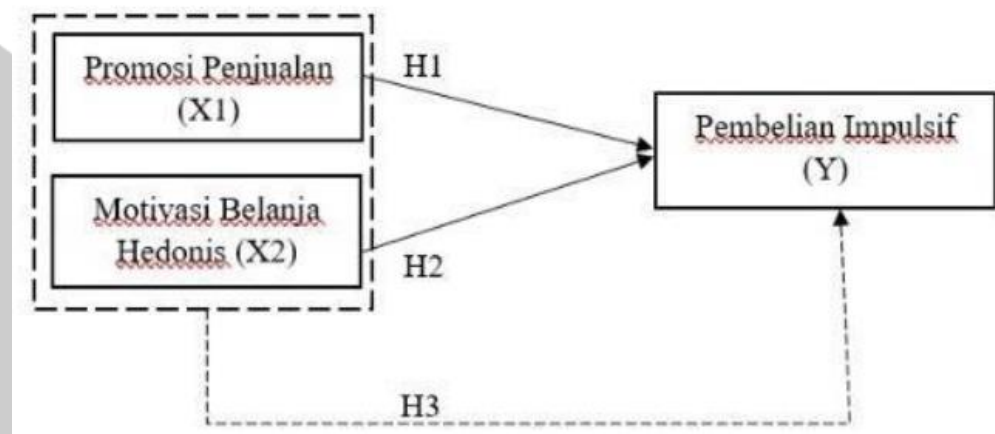 Promosi Penjualan
(X1)
H1
Pembelian Impulsif
(Y)
Motivasi Belanja
Hedonis (X2)
H2
H3